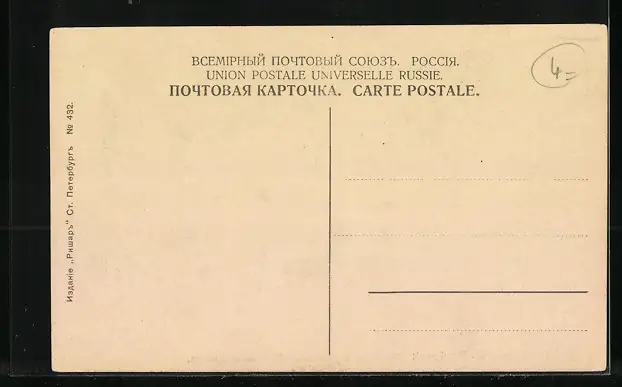 ВСЕМІРНЫЙ ПОЧТОВЫЙ СОЮЗЪ. РОССІЯ.
UNION POSTALE UNIVERSELLE RUSSIE.
ПОЧТОВАЯ КАРТОЧКА. CARTE POSTALE.
4=
Изданіе „Ришаръ“ Ст. Петербургъ № 432.